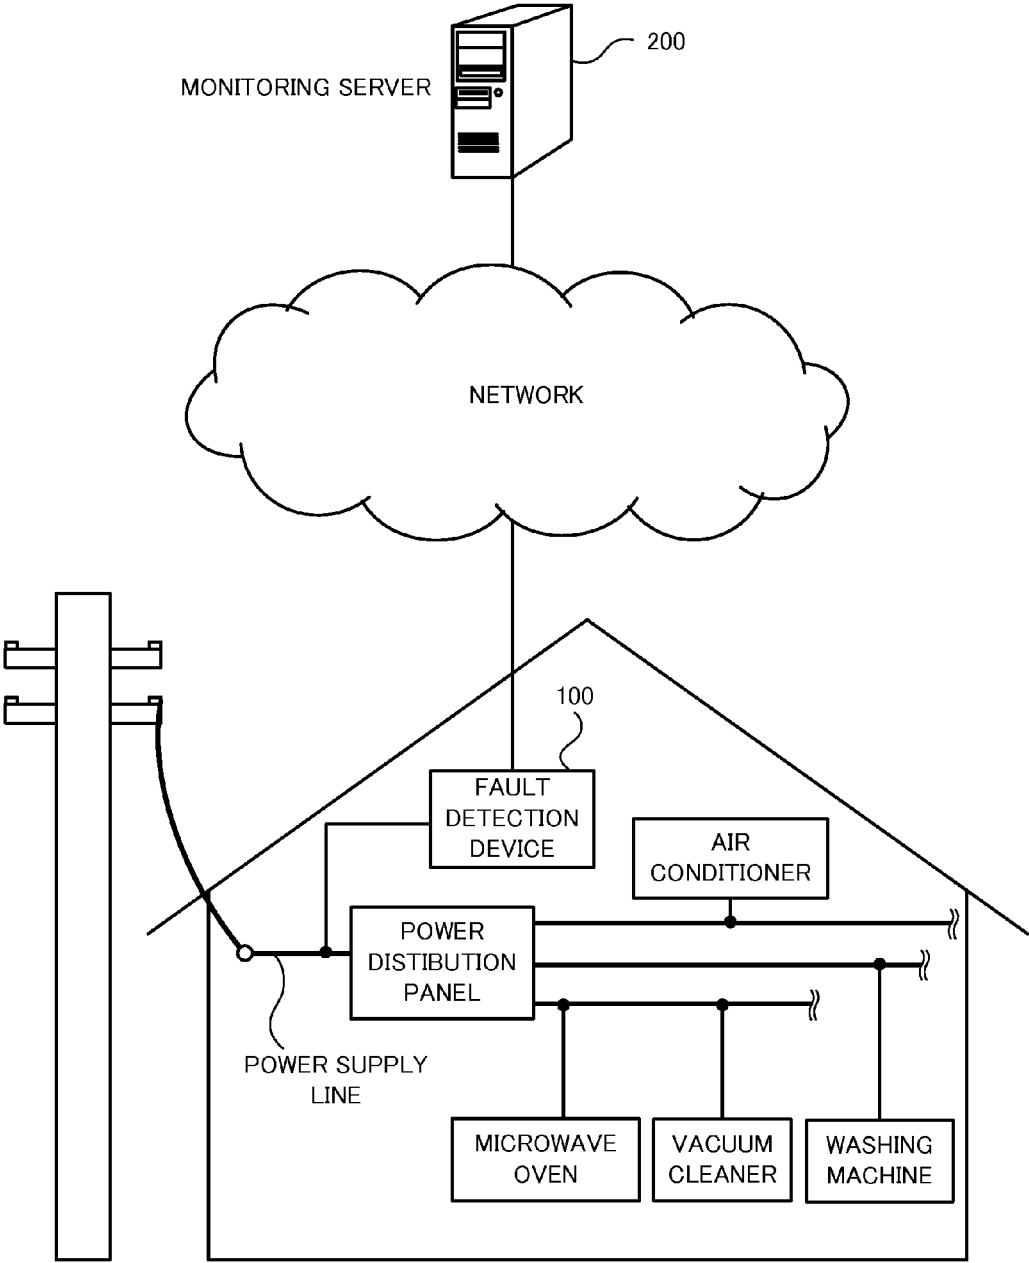 200
MONITORING SERVER
NETWORK
100
FAULT
DETECTION
DEVICE
AIR
CONDITIONER
POWER
DISTIBUTION
PANEL
POWER SUPPLY
LINE
MICROWAVE
OVEN
VACUUM
CLEANER
WASHING
MACHINE